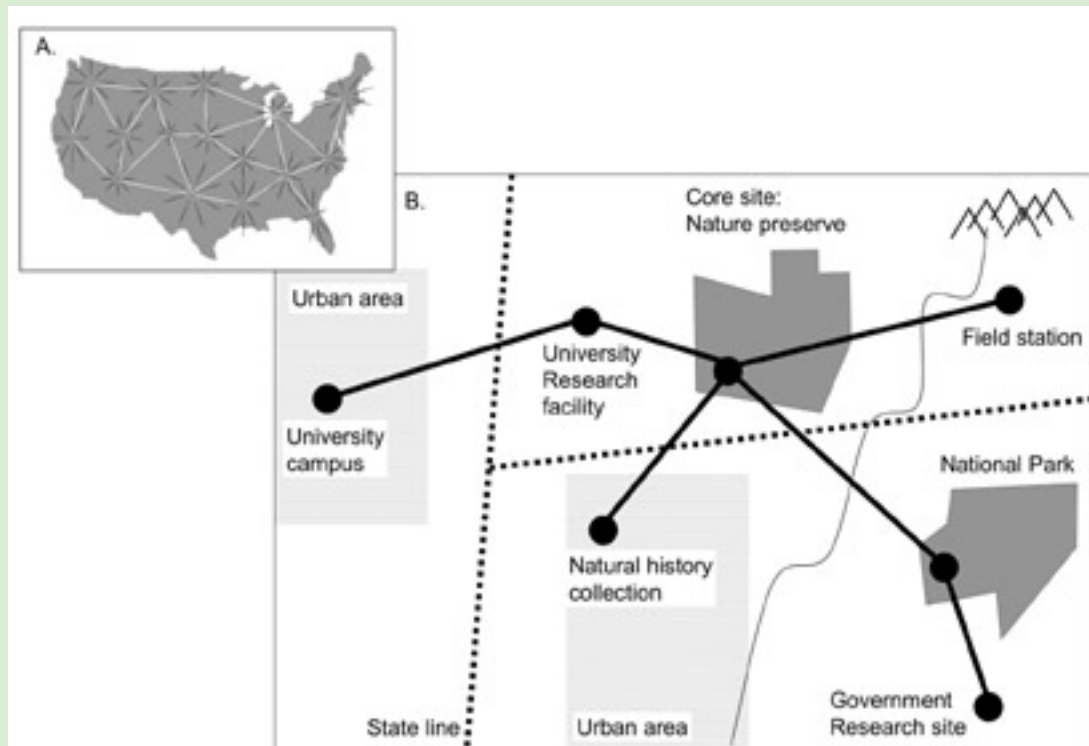 A.
B.
Core site:
Nature preserve
Urban area
University
Research
facility
Field station
University
campus
National Park
Natural history
collection
Government
Research site
State line
Urban area